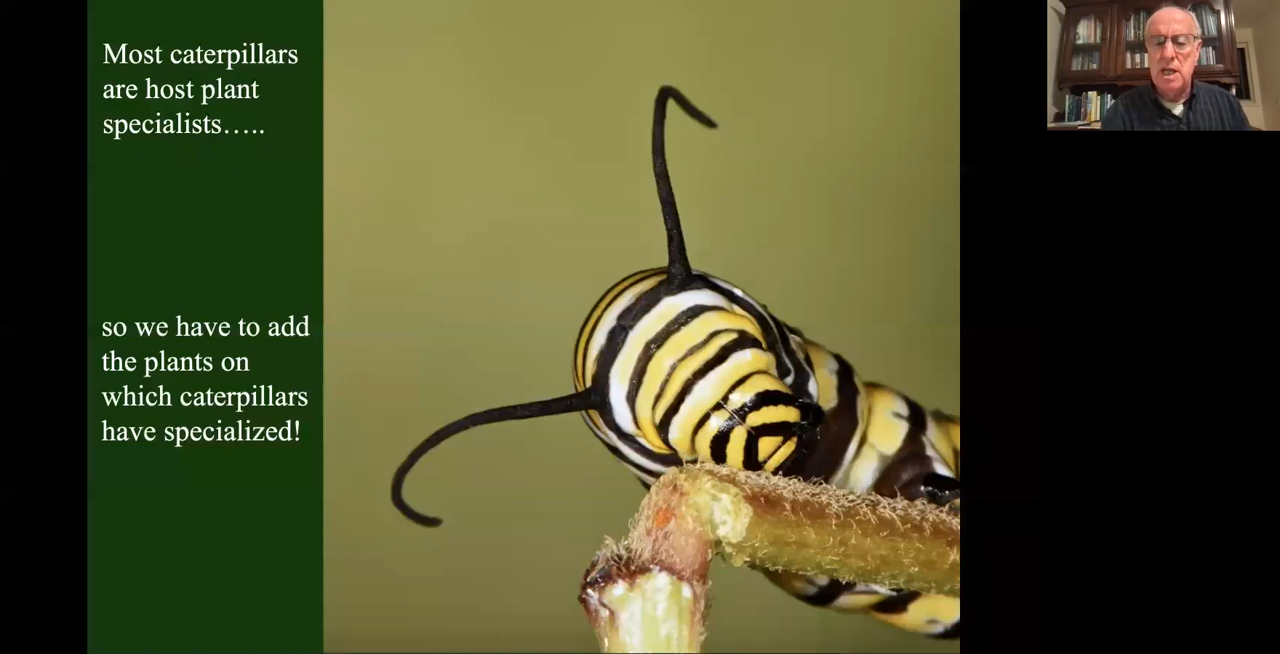 Most caterpillars
are host plant
specialists…..
so we have to add
the plants on
which caterpillars
have specialized!